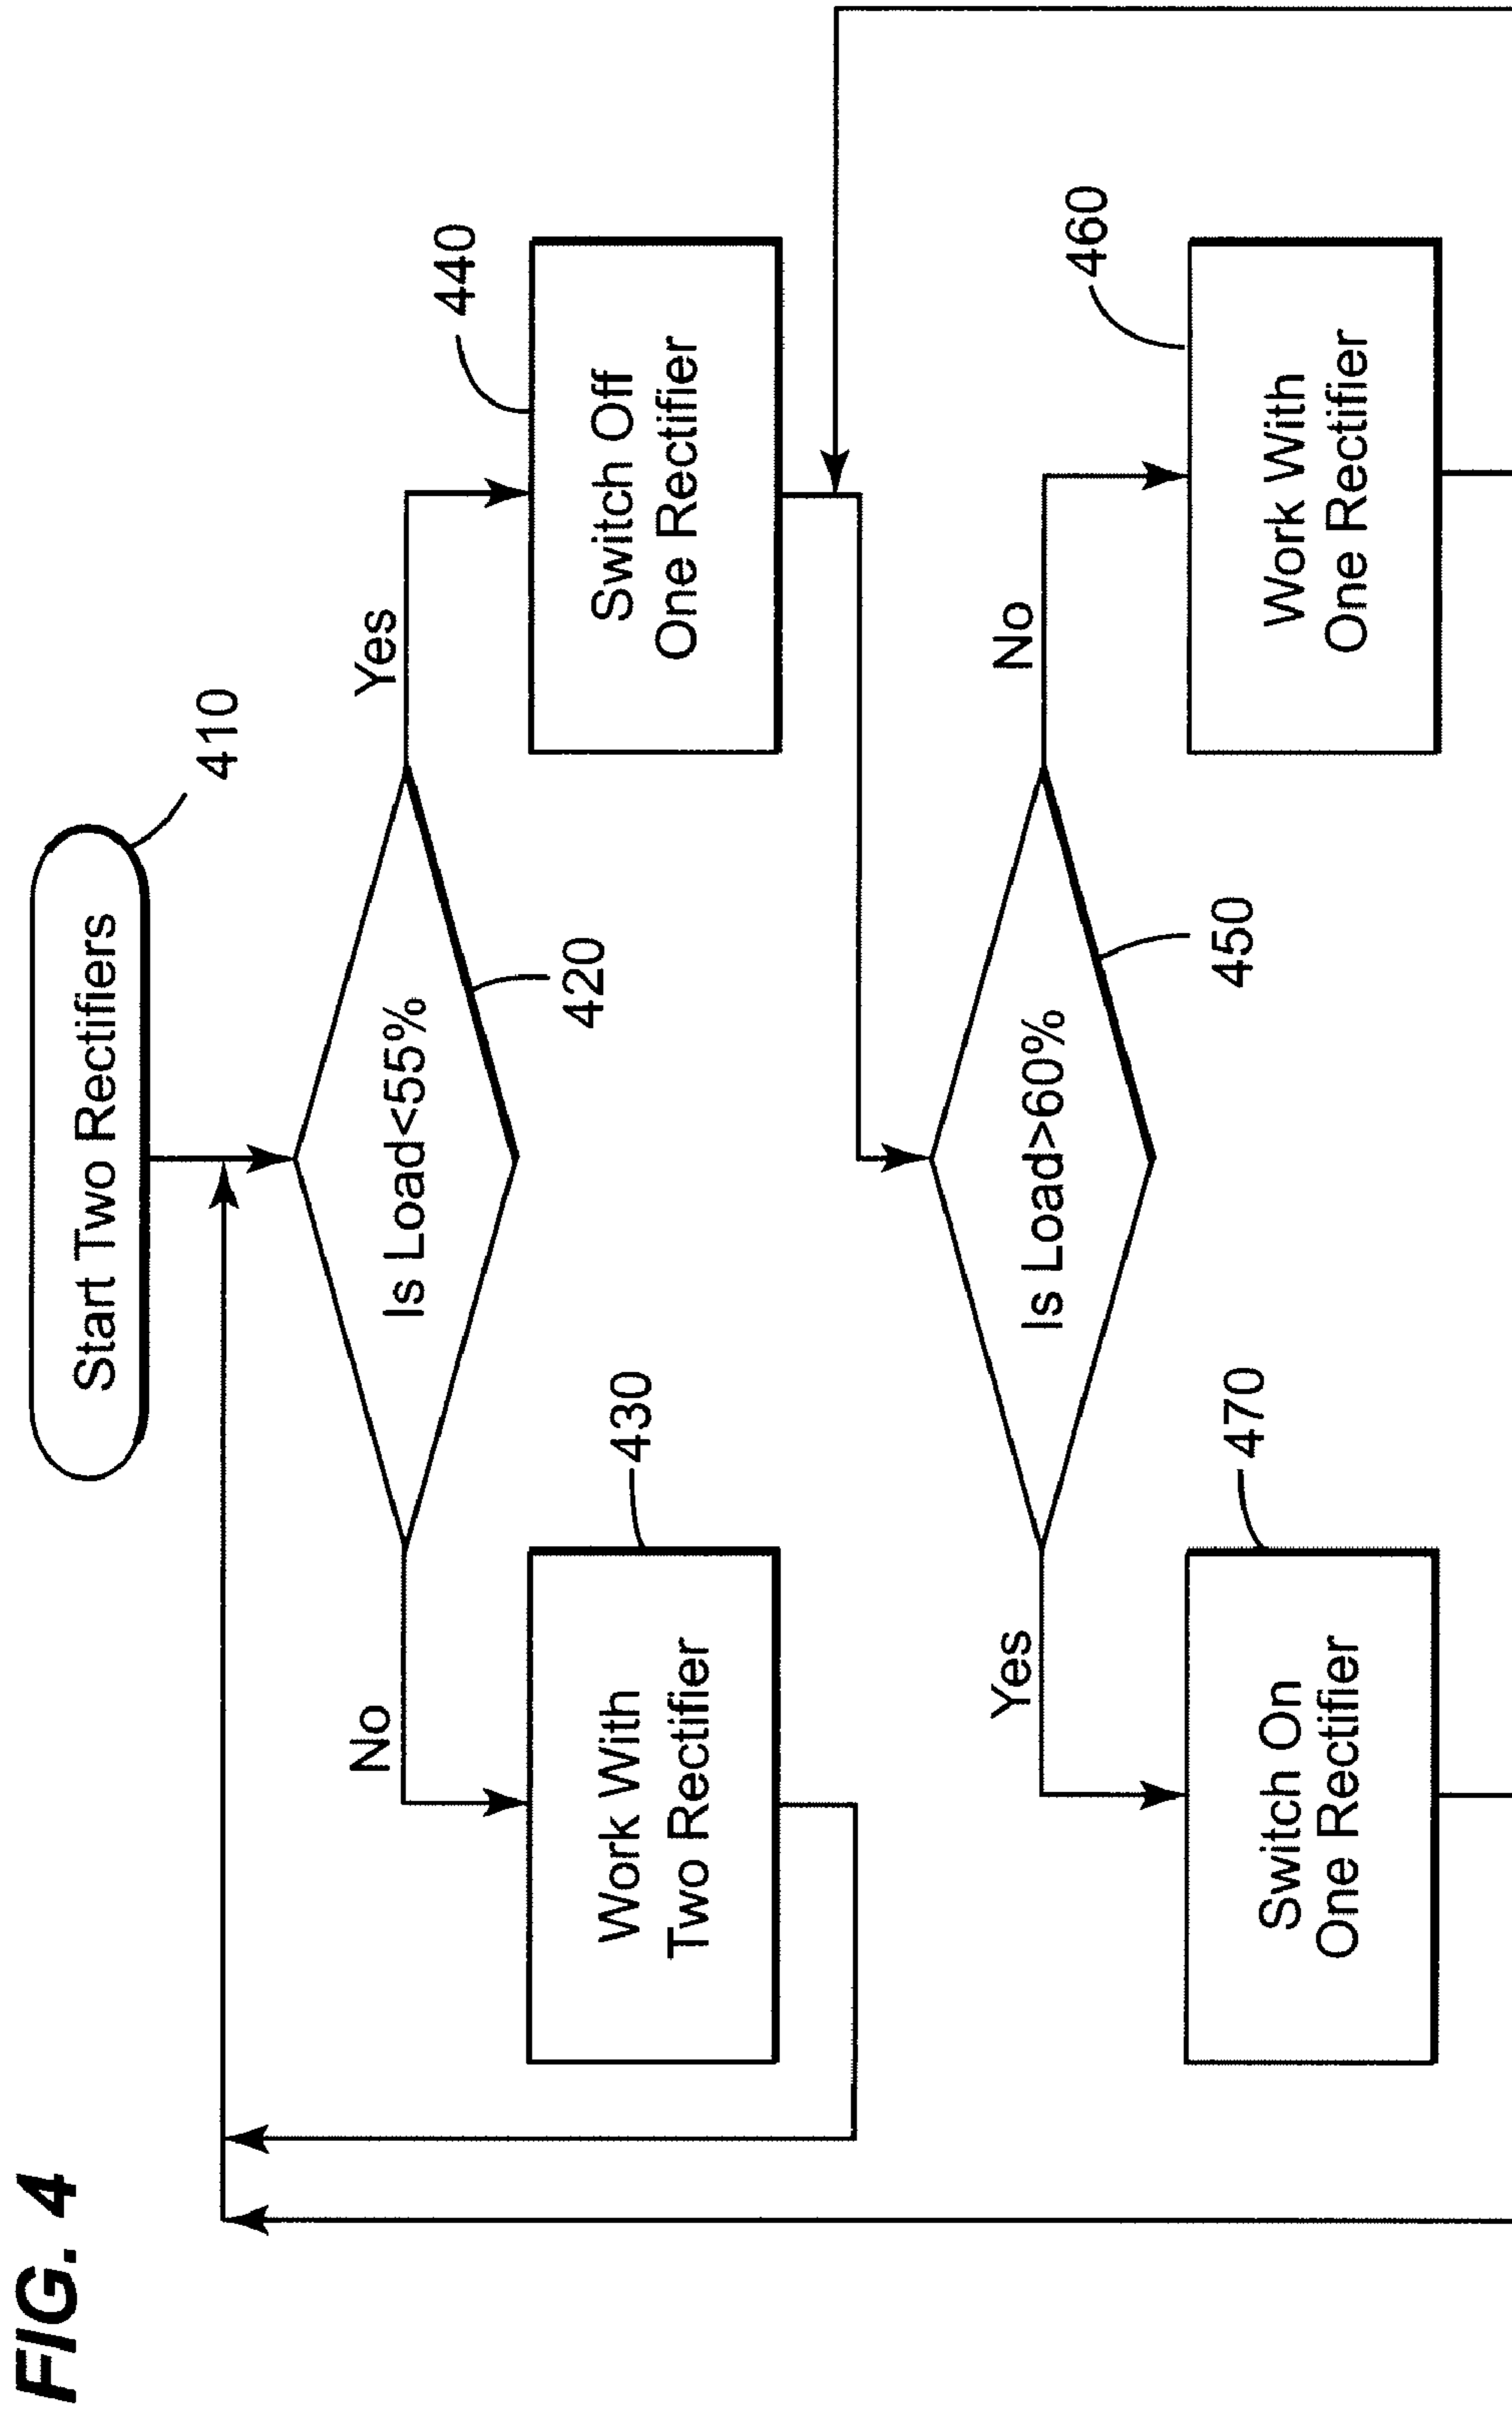 FIG. 4
Start Two Rectifiers
410
Is Load<55%
420
No
Yes
Work With
Two Rectifier
430
Switch Off
One Rectifier
440
Is Load>60%
450
Yes
No
Switch On
One Rectifier
470
Work With
One Rectifier
460